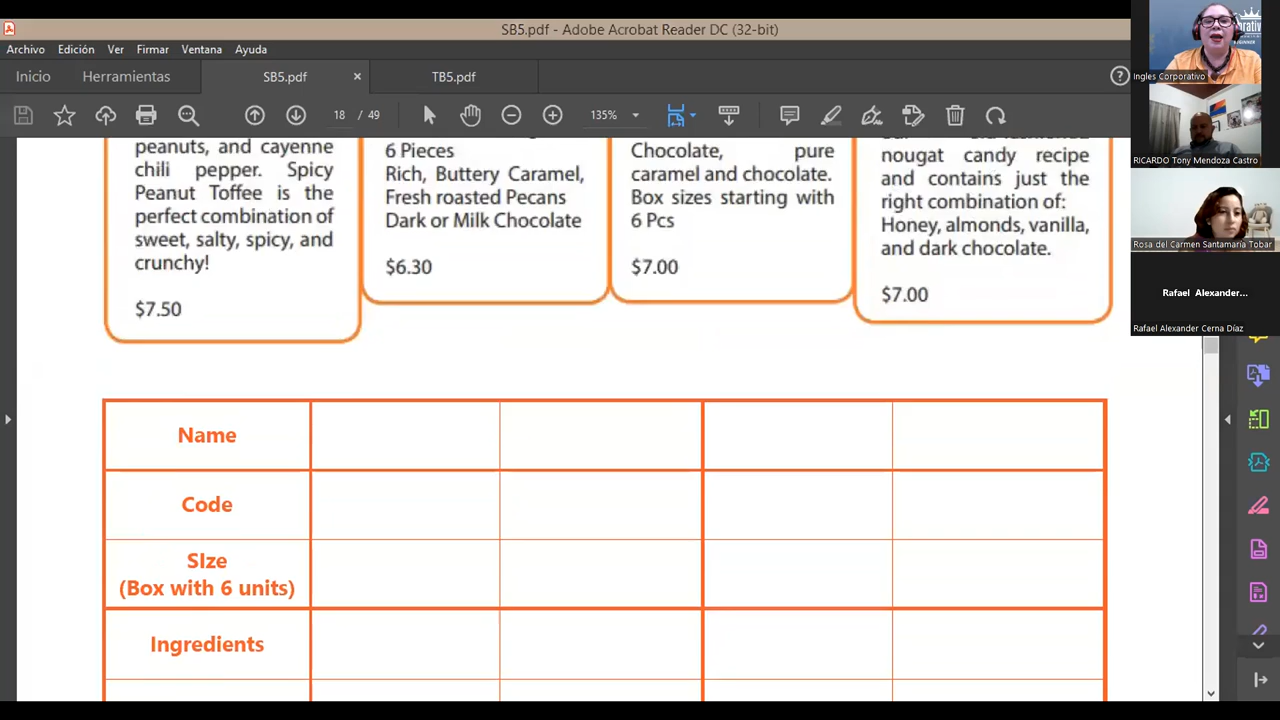 SB5.pdf - Adobe Acrobat Reader DC (32-bit)
Archivo Edición Ver Firmar Ventana Ayuda
Inicio Herramientas SB5.pdf × TB5.pdf
18 / 49 135%
peanuts, and cayenne
chili pepper. Spicy
Peanut Toffee is the
perfect combination of
sweet, salty, spicy, and
crunchy!
$7.50
6 Pieces
Rich, Buttery Caramel,
Fresh roasted Pecans
Dark or Milk Chocolate
$6.30
Chocolate, pure
caramel and chocolate.
Box sizes starting with
6 Pcs
$7.00
nougat candy recipe
and contains just the
right combination of:
Honey, almonds, vanilla,
and dark chocolate.
$7.00
Name
Code
SIze
(Box with 6 units)
Ingredients
Ingles Corporativo
RICARDO Tony Mendoza Castro
Rosa del Carmen Santamaría Tobar
Rafael Alexander...
Rafael Alexander Cerna Díaz